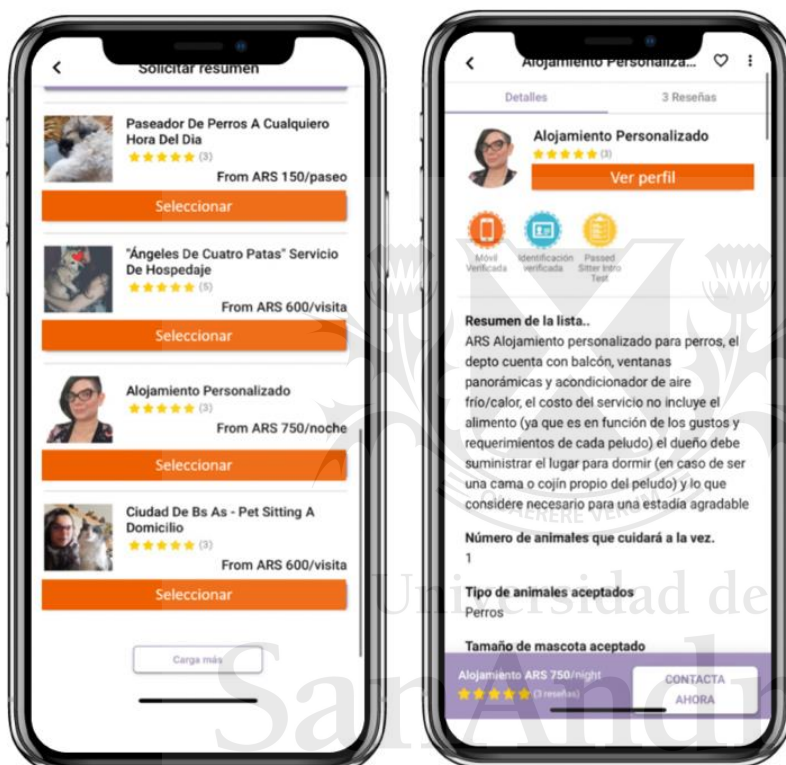 Solicitar resumen
Paseador De Perros A Cualquiero
Hora Del Dia
(3)
From ARS 150/paseo
Seleccionar
"Ángeles De Cuatro Patas" Servicio
De Hospedaje
(5)
From ARS 600/visita
Seleccionar
Alojamiento Personalizado
(3)
From ARS 750/noche
Seleccionar
Ciudad De Bs As - Pet Sitting A
Domicilio
(3)
From ARS 600/visita
Seleccionar
Carga más
Alojamiento Personaliza...
Detalles
3 Reseñas
Alojamiento Personalizado
(3)
Ver perfil
Móvil
Verificada
Identificación
verificada
Passed
Sitter Intro
Test
Resumen de la lista..
ARS Alojamiento personalizado para perros, el
depto cuenta con balcón, ventanas
panorámicas y acondicionador de aire
frío/calor, el costo del servicio no incluye el
alimento (ya que es en función de los gustos y
requerimientos de cada peludo) el dueño debe
suministrar el lugar para dormir (en caso de ser
una cama o cojín propio del peludo) y lo que
considere necesario para una estadía agradable
Número de animales que cuidará a la vez.
1
Tipo de animales aceptados
Perros
Tamaño de mascota aceptado
Alojamiento ARS 750/night
(3 reseñas)
CONTACTA
AHORA
QUAERERE VERUM
Universidad de
SanAndr